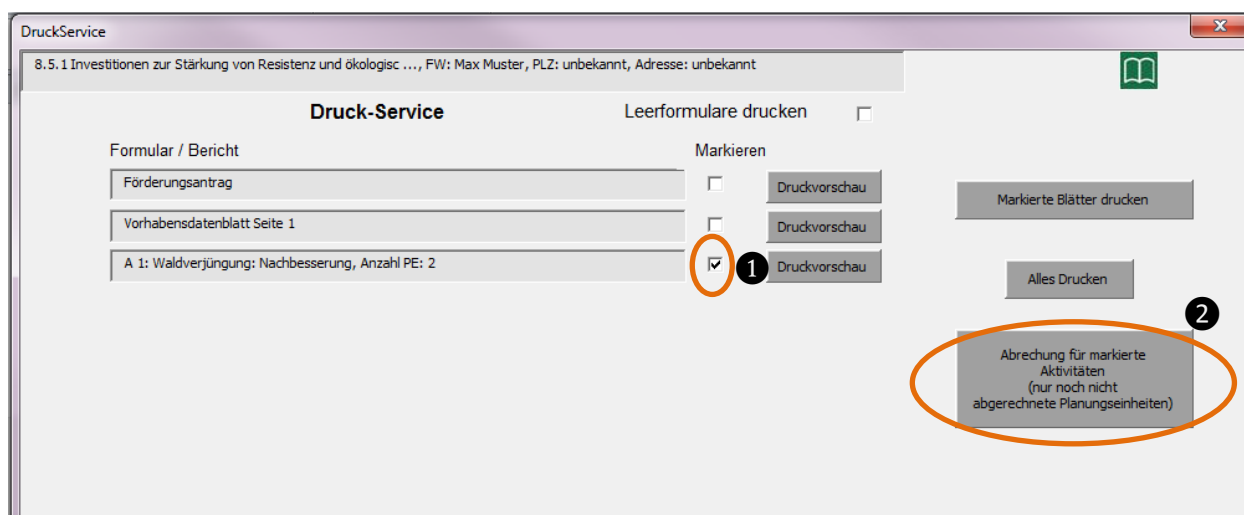 DruckService
x
8.5.1 Investitionen zur Stärkung von Resistenz und ökologisc ..., FW: Max Muster, PLZ: unbekannt, Adresse: unbekannt
Druck-Service
Leerformulare drucken
Formular / Bericht
Markieren
Förderungsantrag
Druckvorschau
Markierte Blätter drucken
Vorhabensdatenblatt Seite 1
Druckvorschau
A 1: Waldverjüngung: Nachbesserung, Anzahl PE: 2
1
Druckvorschau
Alles Drucken
2
Abrechung für markierte
Aktivitäten
(nur noch nicht
abgerechnete Planungseinheiten)